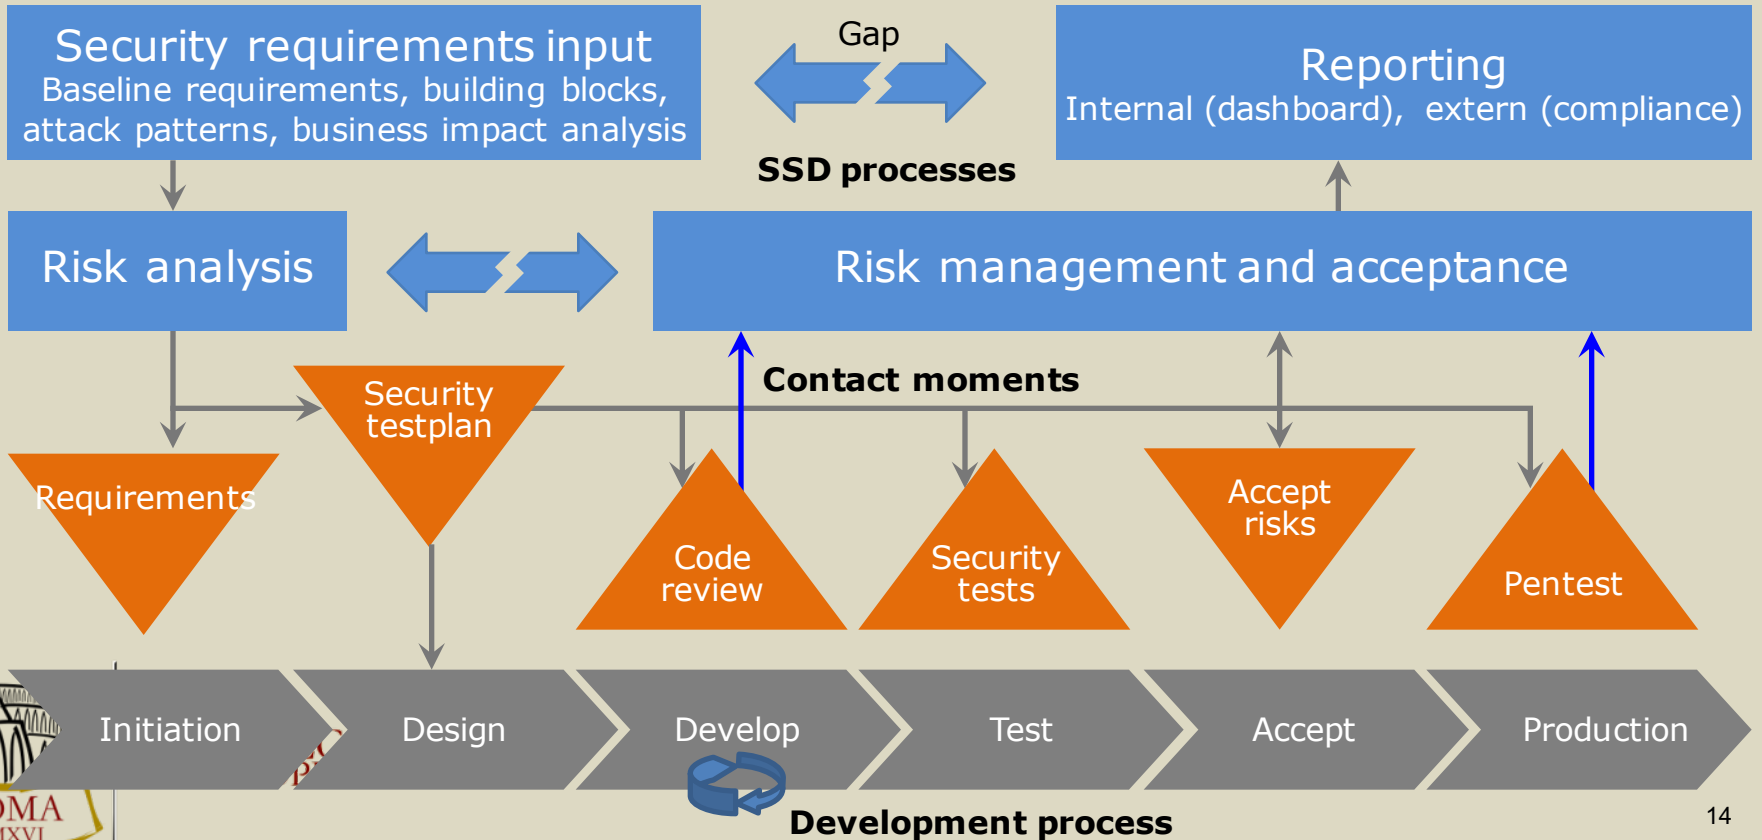 Security requirements input
Baseline requirements, building blocks,
attack patterns, business impact analysis
Gap
Reporting
Internal (dashboard), extern (compliance)
SSD processes
Risk analysis
Risk management and acceptance
Contact moments
Security
testplan
Requirements
Code
review
Security
tests
Accept
risks
Pentest
Initiation
Design
Develop
Test
Accept
Production
Development process
14